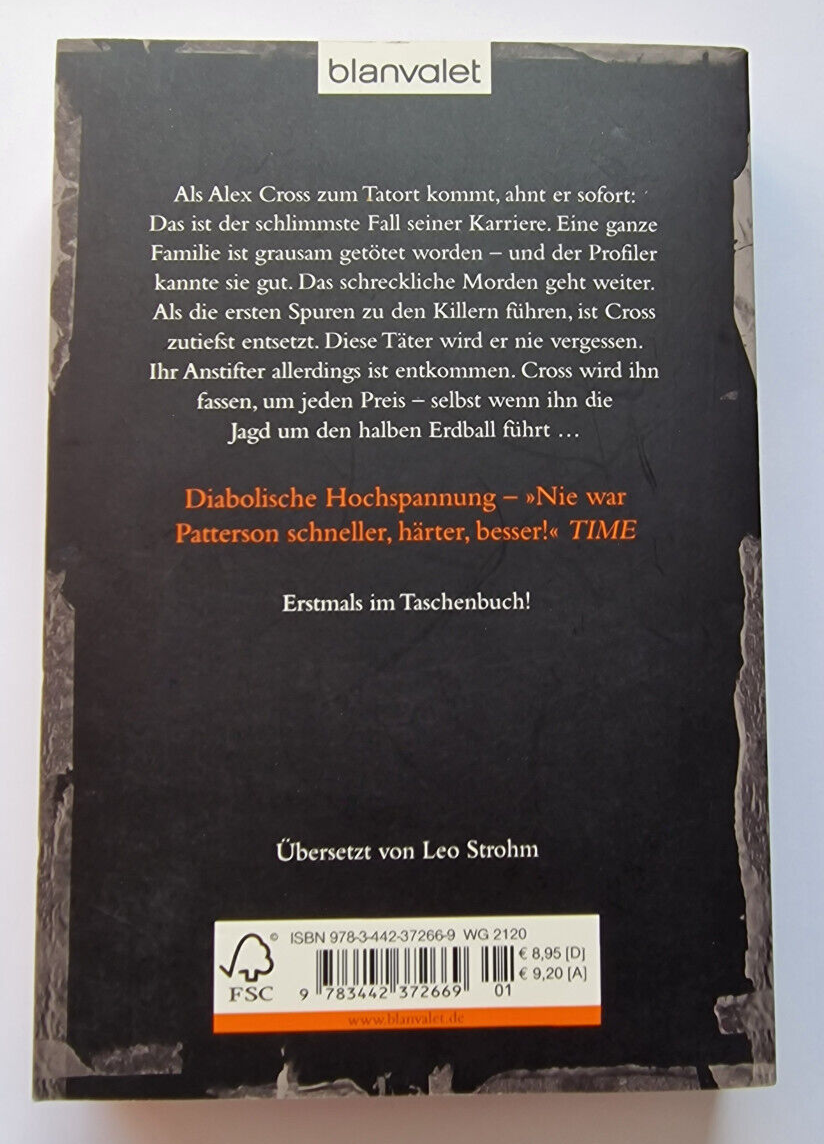 blanvalet
Als Alex Cross zum Tatort kommt, ahnt er sofort:
Das ist der schlimmste Fall seiner Karriere. Eine ganze
Familie ist grausam getötet worden – und der Profiler
kannte sie gut. Das schreckliche Morden geht weiter.
Als die ersten Spuren zu den Killern führen, ist Cross
zutiefst entsetzt. Diese Täter wird er nie vergessen.
Ihr Anstifter allerdings ist entkommen. Cross wird ihn
fassen, um jeden Preis – selbst wenn ihn die
Jagd um den halben Erdball führt …
Diabolische Hochspannung – »Nie war
Patterson schneller, härter, besser!« TIME
Erstmals im Taschenbuch!
Übersetzt von Leo Strohm
© ISBN 978-3-442-37266-9 WG 2120
€ 8,95 [D]
€ 9,20 [A]
FSC
9 783442 372669 01
www.blanvalet.de